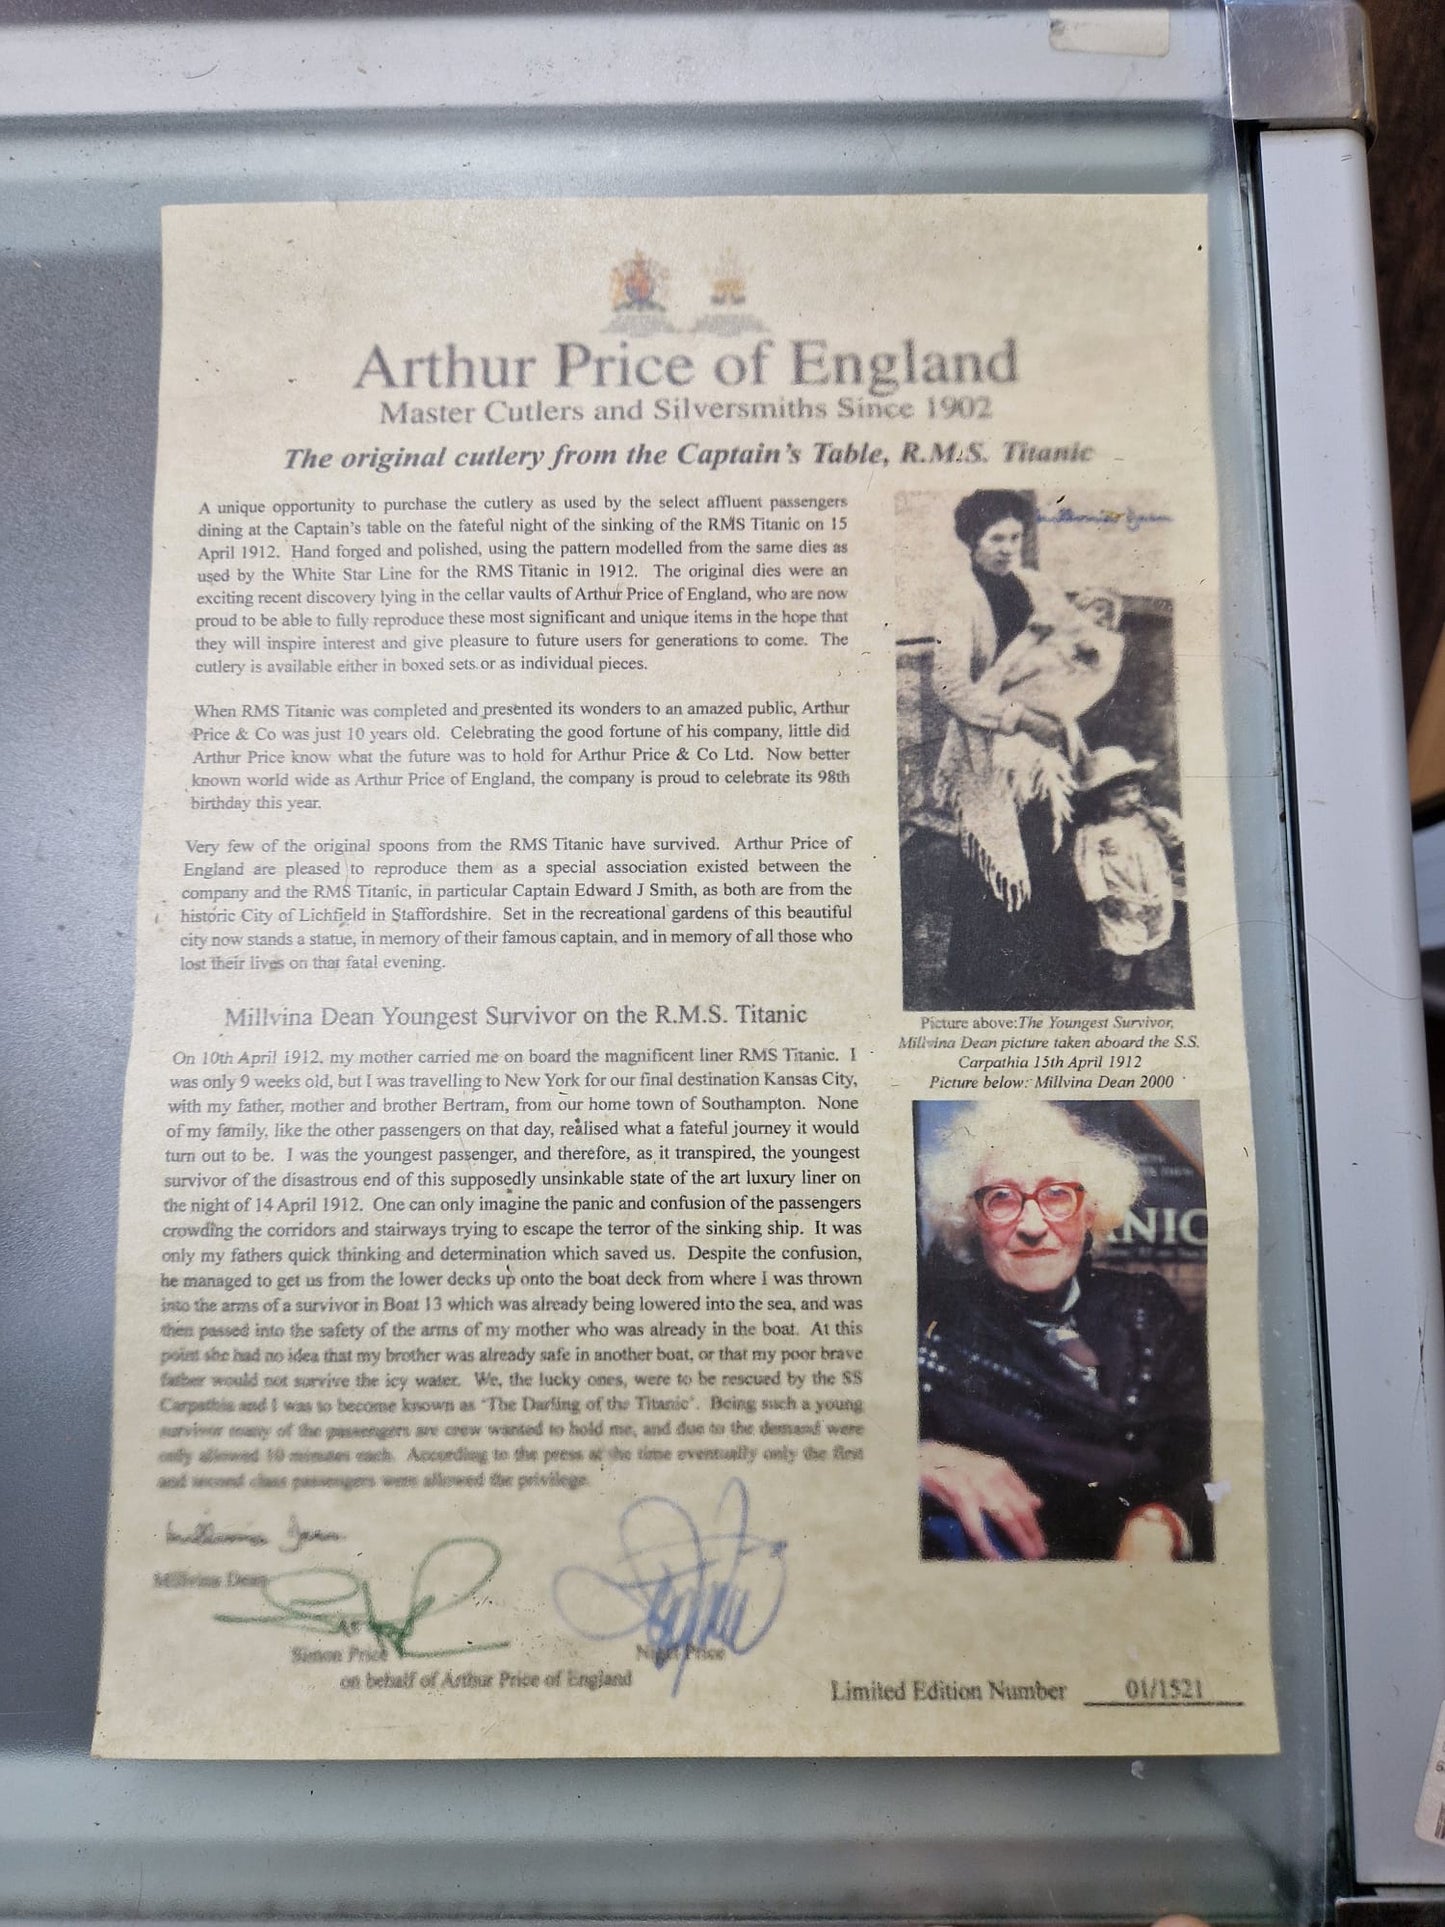 Arthur Price of England
Master Cutlers and Silversmiths Since 1902
The original cutlery from the Captain's Table, R.M.S. Titanic
A unique opportunity to purchase the cutlery as used by the select affluent passengers
dining at the Captain's table on the fateful night of the sinking of the RMS Titanic on 15
April 1912. Hand forged and polished, using the pattern modelled from the same dies as
used by the White Star Line for the RMS Titanic in 1912. The original dies were an
exciting recent discovery lying in the cellar vaults of Arthur Price of England, who are now
proud to be able to fully reproduce these most significant and unique items in the hope that
they will inspire interest and give pleasure to future users for generations to come. The
cutlery is available either in boxed sets or as individual pieces.
When RMS Titanic was completed and presented its wonders to an amazed public, Arthur
Price & Co was just 10 years old. Celebrating the good fortune of his company, little did
Arthur Price know what the future was to hold for Arthur Price & Co Ltd. Now better
known world wide as Arthur Price of England, the company is proud to celebrate its 98th
birthday this year.
Very few of the original spoons from the RMS Titanic have survived. Arthur Price of
England are pleased to reproduce them as a special association existed between the
company and the RMS Titanic, in particular Captain Edward J Smith, as both are from the
historic City of Lichfield in Staffordshire. Set in the recreational gardens of this beautiful
city now stands a statue, in memory of their famous captain, and in memory of all those who
lost their lives on that fatal evening.
Millvina Dean Youngest Survivor on the R.M.S. Titanic
On 10th April 1912, my mother carried me on board the magnificent liner RMS Titanic. I
was only 9 weeks old, but I was travelling to New York for our final destination Kansas City,
with my father, mother and brother Bertram, from our home town of Southampton. None
of my family, like the other passengers on that day, realised what a fateful journey it would
turn out to be. I was the youngest passenger, and therefore, as it transpired, the youngest
survivor of the disastrous end of this supposedly unsinkable state of the art luxury liner on
the night of 14 April 1912. One can only imagine the panic and confusion of the passengers
crowding the corridors and stairways trying to escape the terror of the sinking ship. It was
only my fathers quick thinking and determination which saved us. Despite the confusion,
he managed to get us from the lower decks up onto the boat deck from where I was thrown
into the arms of a survivor in Boat 13 which was already being lowered into the sea, and was
then passed into the safety of the arms of my mother who was already in the boat. At this
point she had no idea that my brother was already safe in another boat, or that my poor brave
father would not survive the icy water. We, the lucky ones, were to be rescued by the SS
Carpathia and I was to become known as 'The Darling of the Titanic'. Being such a young
survivor many of the passengers are crew wanted to hold me, and due to the demand were
only allowed 10 minutes each. According to the press at the time eventually only the first
and second class passengers were allowed the privilege.
Millvina Dean
Millvina Dean
Simon Price
Price
on behalf of Arthur Price of England
Limited Edition Number 01/1521
Millvina Dean
Picture above:The Youngest Survivor,
Millvina Dean picture taken aboard the S.S.
Carpathia 15th April 1912
Picture below: Millvina Dean 2000
ANIC